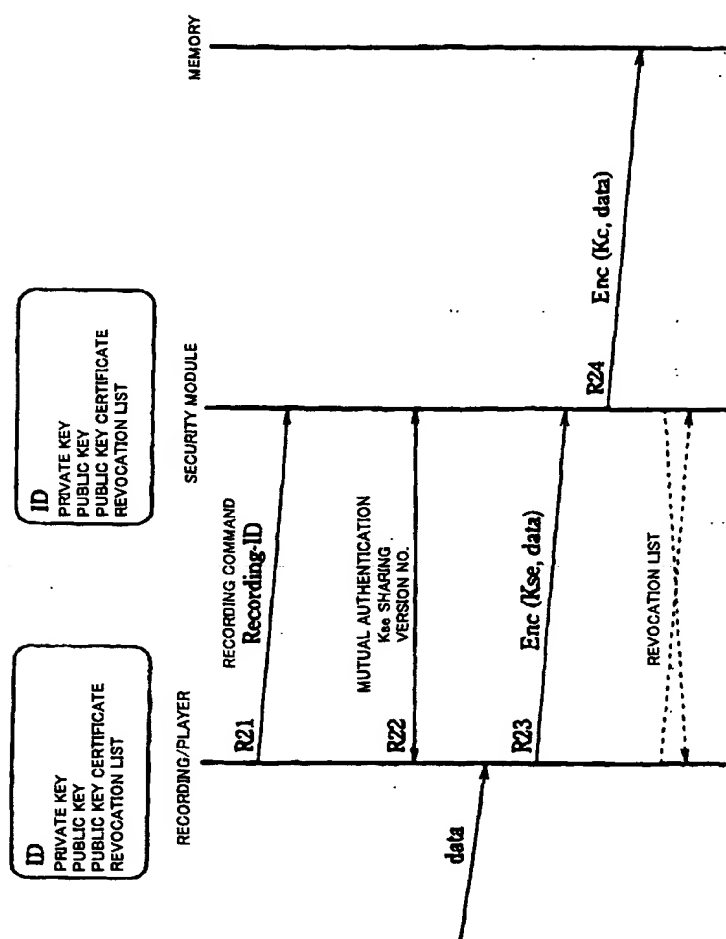 ID
PRIVATE KEY
PUBLIC KEY
PUBLIC KEY CERTIFICATE
REVOCATION LIST
ID
PRIVATE KEY
PUBLIC KEY
PUBLIC KEY CERTIFICATE
REVOCATION LIST
RECORDING/PLAYER
SECURITY MODULE
MEMORY
R21
RECORDING COMMAND
Recording-ID
R22
MUTUAL AUTHENTICATION
Kse SHARING
VERSION NO.
data
R23
Enc (Kse, data)
R24
Enc (Kc, data)
REVOCATION LIST